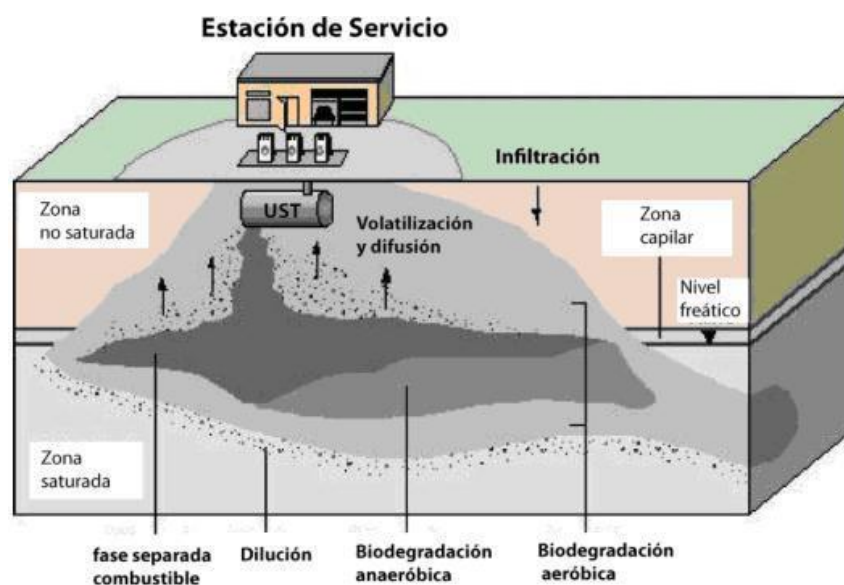 Estación de Servicio
Infiltración
Zona
no saturada
UST
Volatilización
y difusión
Zona
capilar
Nivel
freático
Zona
saturada
fase separada
combustible
Dilución
Biodegradación
anaeróbica
Biodegradación
aeróbica